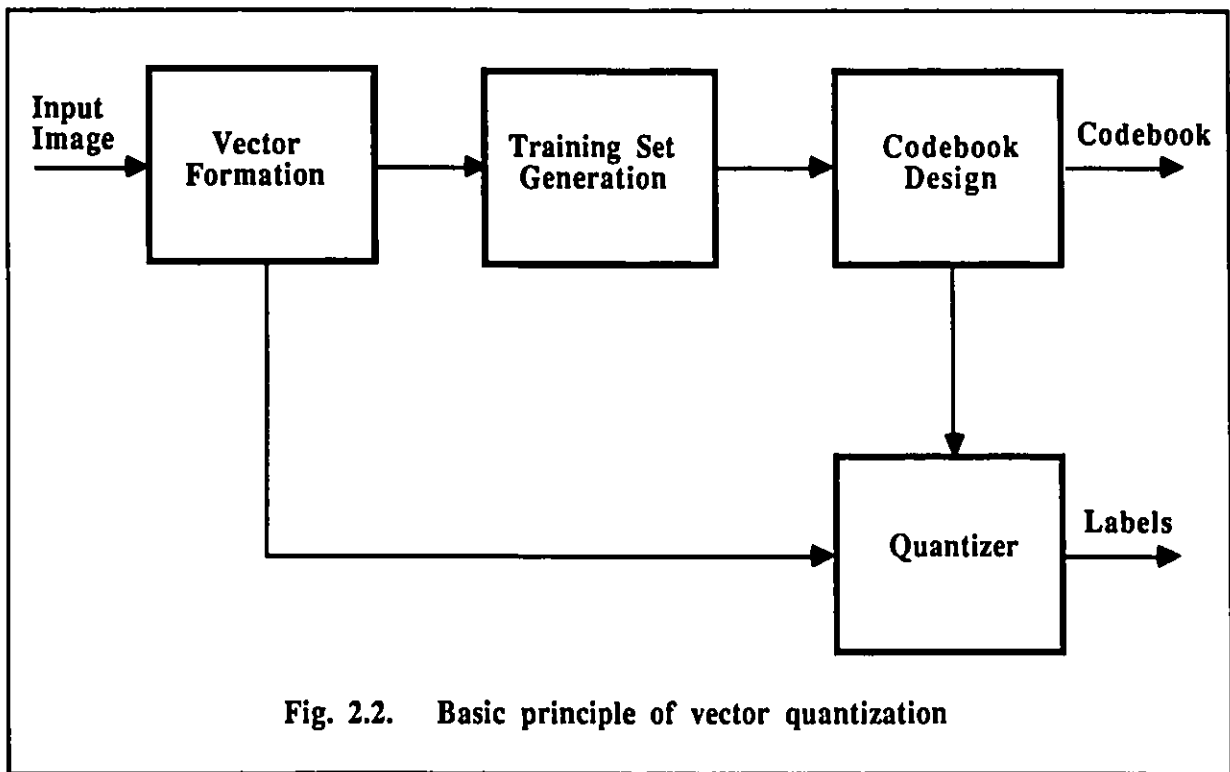 Input
Image
Vector
Formation
Training Set
Generation
Codebook
Design
Codebook
Quantizer
Labels
Fig. 2.2. Basic principle of vector quantization